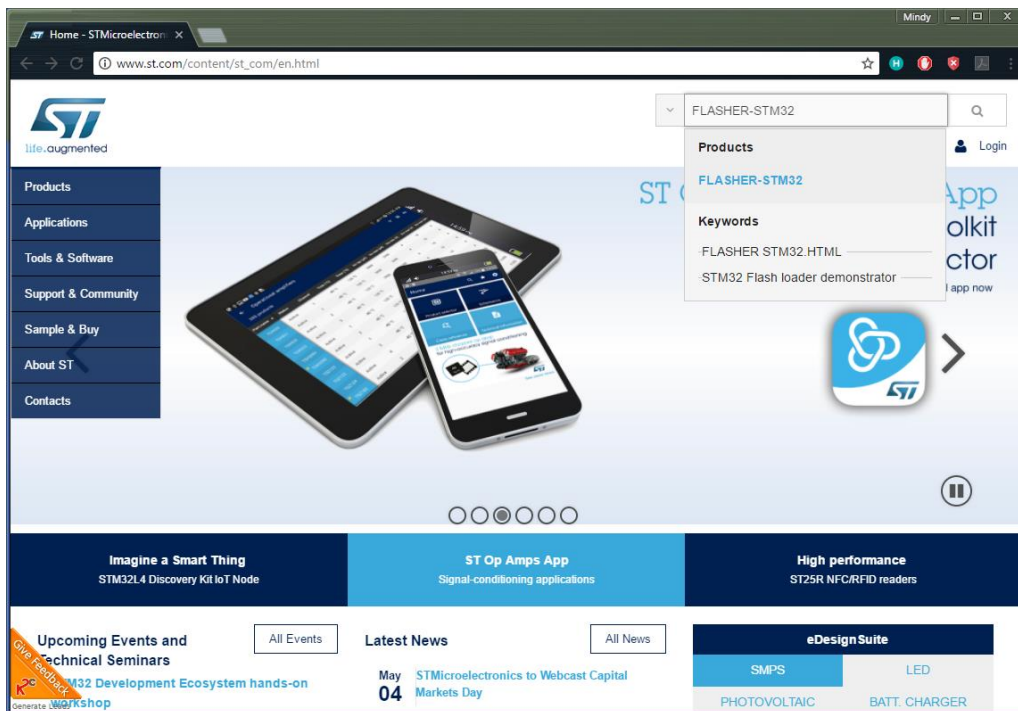 Mindy
ST Home - STMicroelectron
www.st.com/content/st_com/en.html
ST
life.augmented
FLASHER-STM32
Login
Products
FLASHER-STM32
Keywords
FLASHER STM32.HTML
STM32 Flash loader demonstrator
Products
Applications
Tools & Software
Support & Community
Sample & Buy
About ST
Contacts
ST
App
olkit
ctor
app now
Home
ST
Imagine a Smart Thing
STM32L4 Discovery Kit IoT Node
ST Op Amps App
Signal-conditioning applications
High performance
ST25R NFC/RFID readers
Upcoming Events and
Technical Seminars
All Events
M32 Development Ecosystem hands-on
workshop
Give Feedback
Latest News
All News
May
04
STMicroelectronics to Webcast Capital
Markets Day
eDesignSuite
SMPS
LED
PHOTOVOLTAIC
BATT. CHARGER